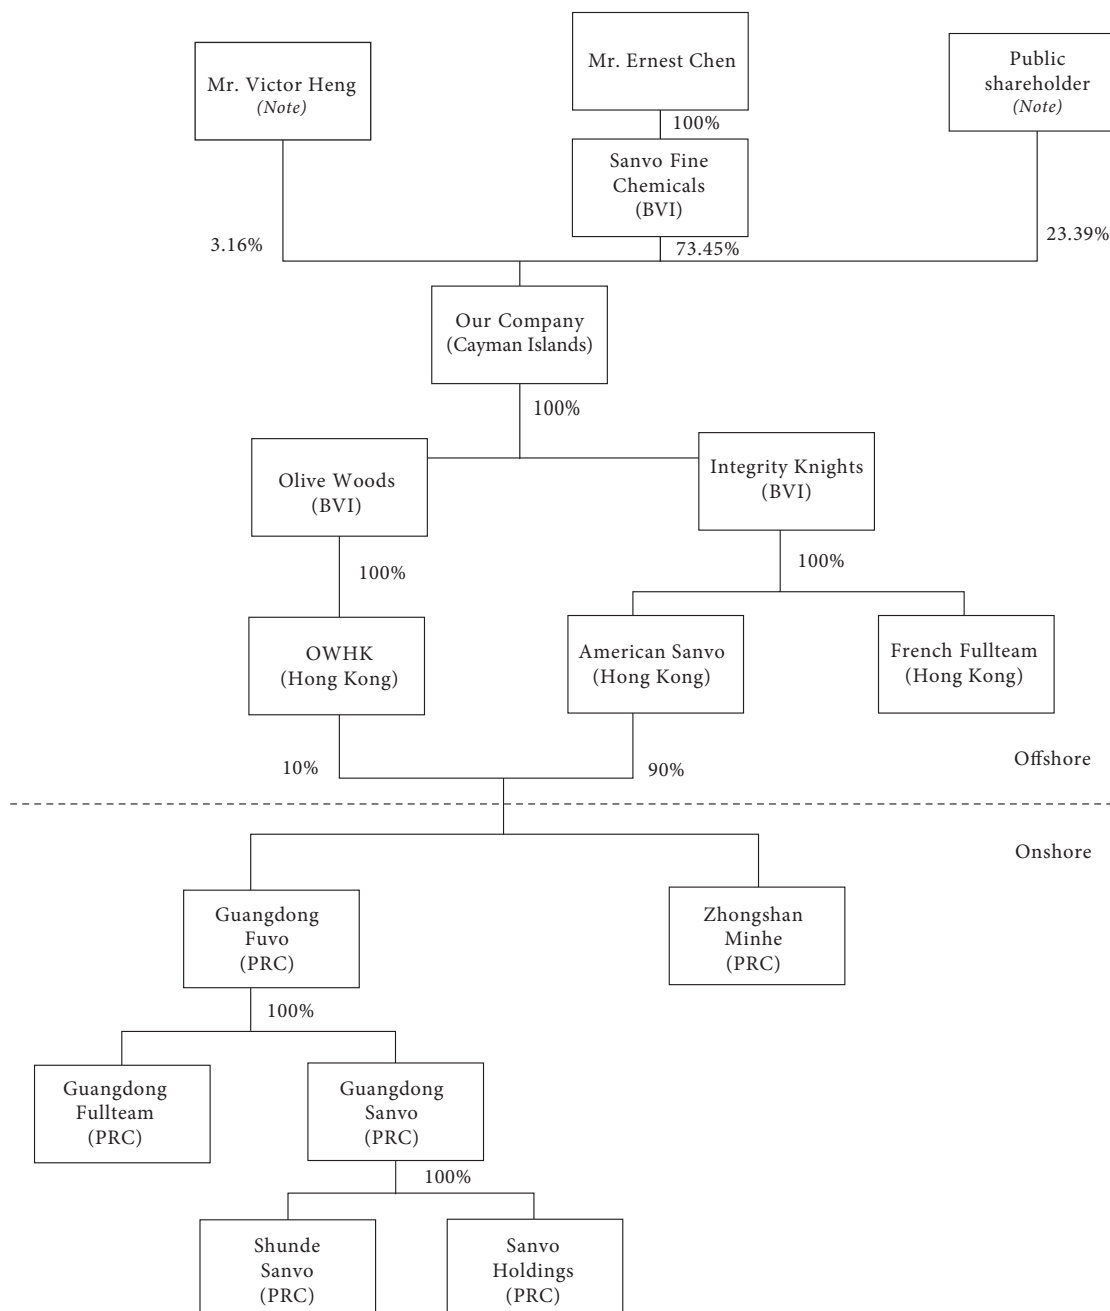 Mr. Victor Heng
(Note)
Mr. Ernest Chen
Public
shareholder
(Note)
100%
Sanvo Fine
Chemicals
(BVI)
3.16%
73.45%
23.39%
Our Company
(Cayman Islands)
100%
Olive Woods
(BVI)
Integrity Knights
(BVI)
100%
100%
OWHK
(Hong Kong)
American Sanvo
(Hong Kong)
French Fullteam
(Hong Kong)
10%
90%
Offshore
Onshore
Guangdong
Fuvo
(PRC)
Zhongshan
Minhe
(PRC)
100%
Guangdong
Fullteam
(PRC)
Guangdong
Sanvo
(PRC)
100%
Shunde
Sanvo
(PRC)
Sanvo
Holdings
(PRC)